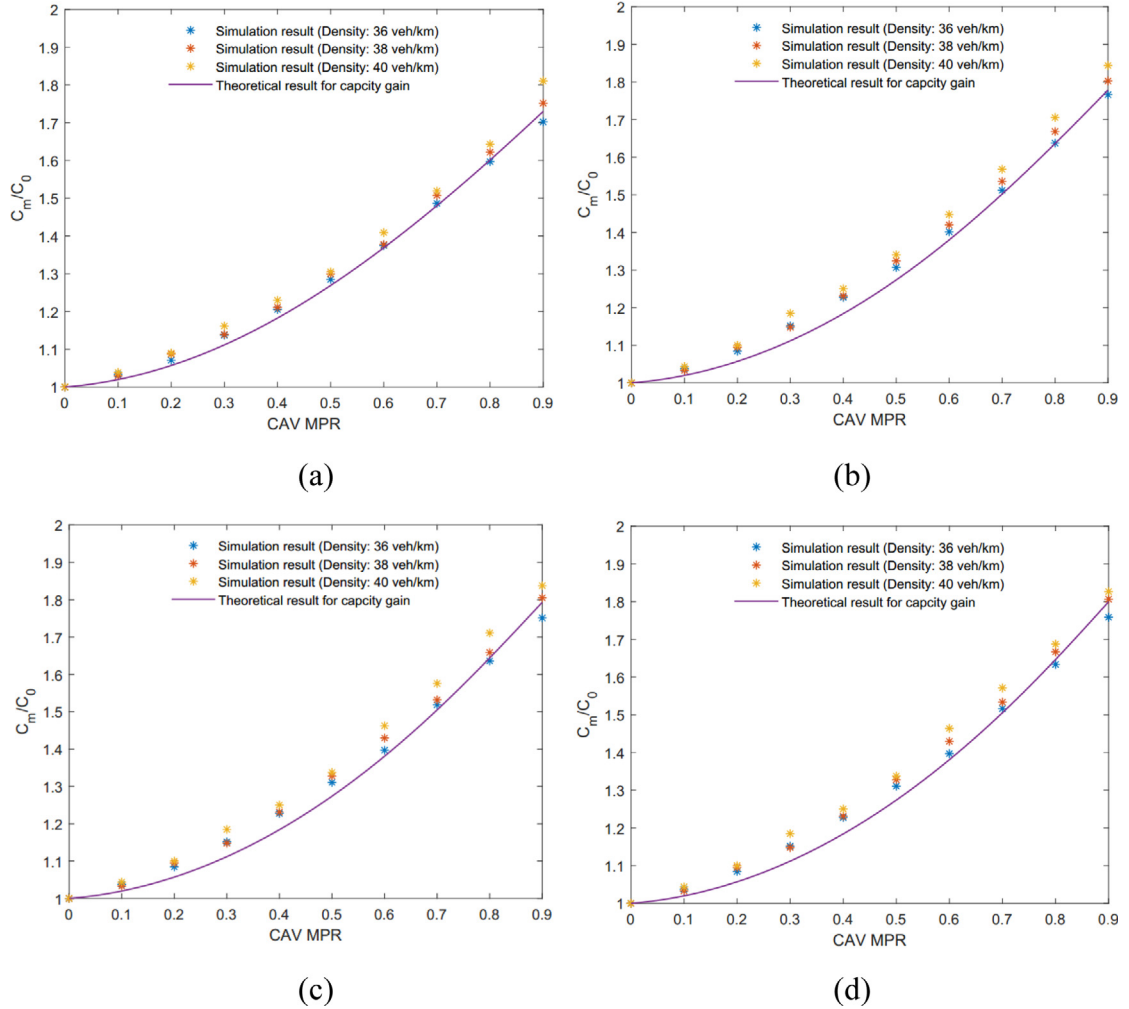 2
1.9
1.8
1.7
1.6
1.5
1.4
1.3
1.2
1.1
1
C_m/C_0
Simulation result (Density: 36 veh/km)
Simulation result (Density: 38 veh/km)
Simulation result (Density: 40 veh/km)
Theoretical result for capcity gain
0 0.1 0.2 0.3 0.4 0.5 0.6 0.7 0.8 0.9
CAV MPR
(a)
2
1.9
1.8
1.7
1.6
1.5
1.4
1.3
1.2
1.1
1
C_m/C_0
Simulation result (Density: 36 veh/km)
Simulation result (Density: 38 veh/km)
Simulation result (Density: 40 veh/km)
Theoretical result for capcity gain
0 0.1 0.2 0.3 0.4 0.5 0.6 0.7 0.8 0.9
CAV MPR
(b)
2
1.9
1.8
1.7
1.6
1.5
1.4
1.3
1.2
1.1
1
C_m/C_0
Simulation result (Density: 36 veh/km)
Simulation result (Density: 38 veh/km)
Simulation result (Density: 40 veh/km)
Theoretical result for capcity gain
0 0.1 0.2 0.3 0.4 0.5 0.6 0.7 0.8 0.9
CAV MPR
(c)
2
1.9
1.8
1.7
1.6
1.5
1.4
1.3
1.2
1.1
1
C_m/C_0
Simulation result (Density: 36 veh/km)
Simulation result (Density: 38 veh/km)
Simulation result (Density: 40 veh/km)
Theoretical result for capcity gain
0 0.1 0.2 0.3 0.4 0.5 0.6 0.7 0.8 0.9
CAV MPR
(d)